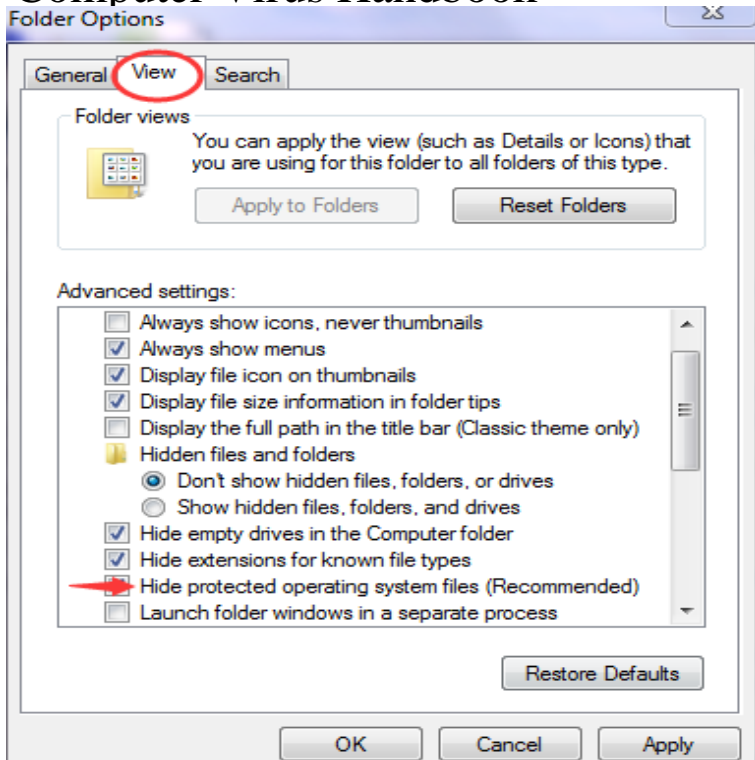 Computer Virus Handbook
Folder Options
General View Search
Folder views
You can apply the view (such as Details or Icons) that
you are using for this folder to all folders of this type.
Apply to Folders Reset Folders
Advanced settings:
Always show icons, never thumbnails
Always show menus
Display file icon on thumbnails
Display file size information in folder tips
Display the full path in the title bar (Classic theme only)
Hidden files and folders
Don't show hidden files, folders, or drives
Show hidden files, folders, and drives
Hide empty drives in the Computer folder
Hide extensions for known file types
Hide protected operating system files (Recommended)
Launch folder windows in a separate process
Restore Defaults
OK Cancel Apply